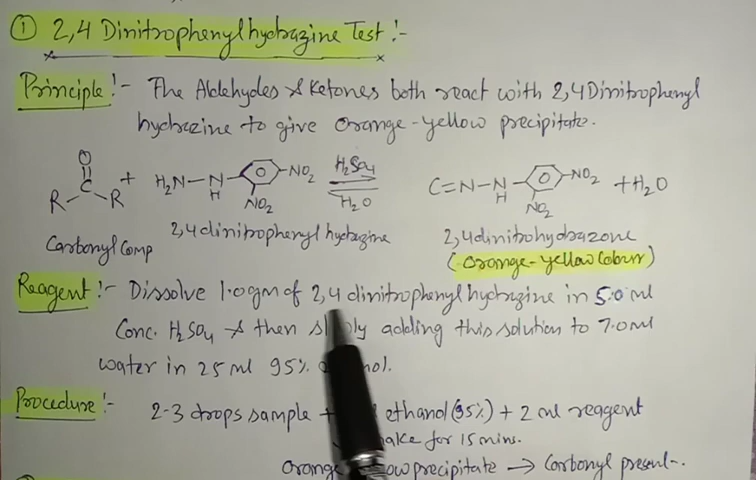 ① 2,4 Dinitrophenylhydrazine Test :-
Principle :- The Aldehydes & Ketones both react with 2,4 Dinitrophenyl
hydrazine to give Orange-yellow precipitate.
O
R-C-R + H2N-N-H -NO2 NO2 H2SO4 ⇌ H2O C=N-N-H -NO2 NO2 + H2O
Carbonyl Comp 2,4 dinitrophenyl hydrazine 2,4 dinitrohydrazone
(Orange-yellow Colour)
Reagent :- Dissolve 1.0gm of 2,4 dinitrophenyl hydrazine in 5.0 ml
Conc. H2SO4 & then adding this solution to 7.0ml
water in 25 ml 95%
Procedure :- 2-3 drops sample + ethanol (95%) + 2 ml reagent
for 15 mins.
precipitate → Carbonyl present.